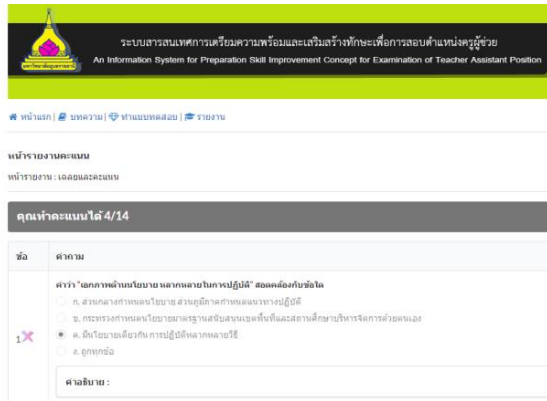 ระบบสารสนเทศการเตรียมความพร้อมและเสริมสร้างทักษะเพื่อการสอบตำแหน่งครูผู้ช่วย
An Information System for Preparation Skill Improvement Concept for Examination of Teacher Assistant Position
หน้าแรก | บทความ | ทำแบบทดสอบ | รายงาน
หน้ารายงานคะแนน
หน้ารายงาน : เฉลยและคะแนน
คุณทำคะแนนได้ 4/14
ข้อ คำถาม
คำว่า "เอกภาพด้านนโยบาย หลากหลายในการปฏิบัติ" สอดคล้องกับข้อใด
ก. ส่วนกลางกำหนดนโยบาย ส่วนภูมิภาคกำหนดแนวทางปฏิบัติ
ข. กระทรวงกำหนดนโยบายมาตรฐานสนับสนุนเขตพื้นที่และสถานศึกษาบริหารจัดการด้วยตนเอง
1 ค. มีนโยบายเดียวกัน การปฏิบัติหลากหลายวิธี
ง. ถูกทุกข้อ
คำอธิบาย :